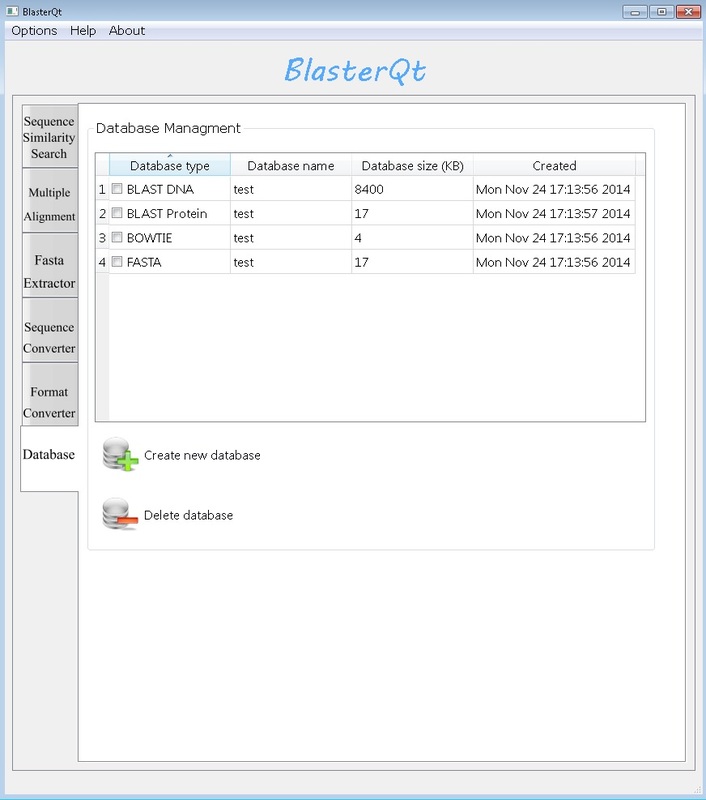 BlasterQt
Options Help About
BlasterQt
Sequence
Similarity
Search
Multiple
Alignment
Fasta
Extractor
Sequence
Converter
Format
Converter
Database
Database Managment
Database type Database name Database size (KB) Created
1 BLAST DNA test 8400 Mon Nov 24 17:13:56 2014
2 BLAST Protein test 17 Mon Nov 24 17:13:57 2014
3 BOWTIE test 4 Mon Nov 24 17:13:56 2014
4 FASTA test 17 Mon Nov 24 17:13:56 2014
Create new database
Delete database